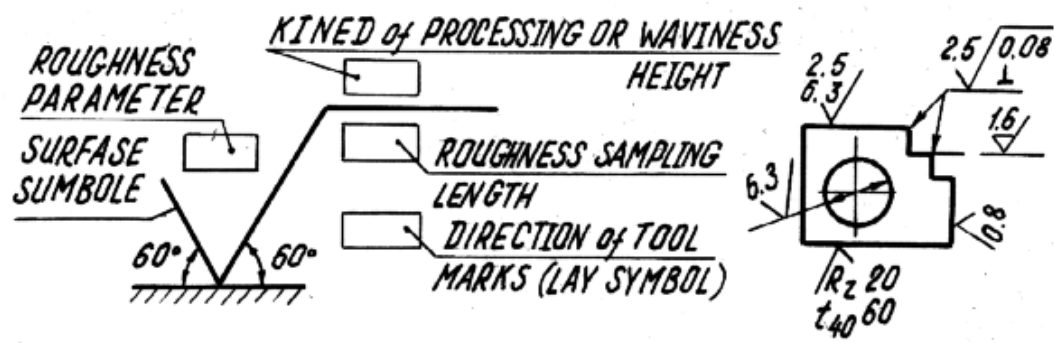 KINED of PROCESSING OR WAVINESS
HEIGHT
ROUGHNESS
PARAMETER
SURFASE
SUMBOLE
60°
60°
ROUGHNESS SAMPLING
LENGTH
DIRECTION of TOOL
MARKS (LAY SYMBOL)
2.5
6.3
2.5
0.08
⊥
1.6
6.3
0.8
Rz 20
t40 60